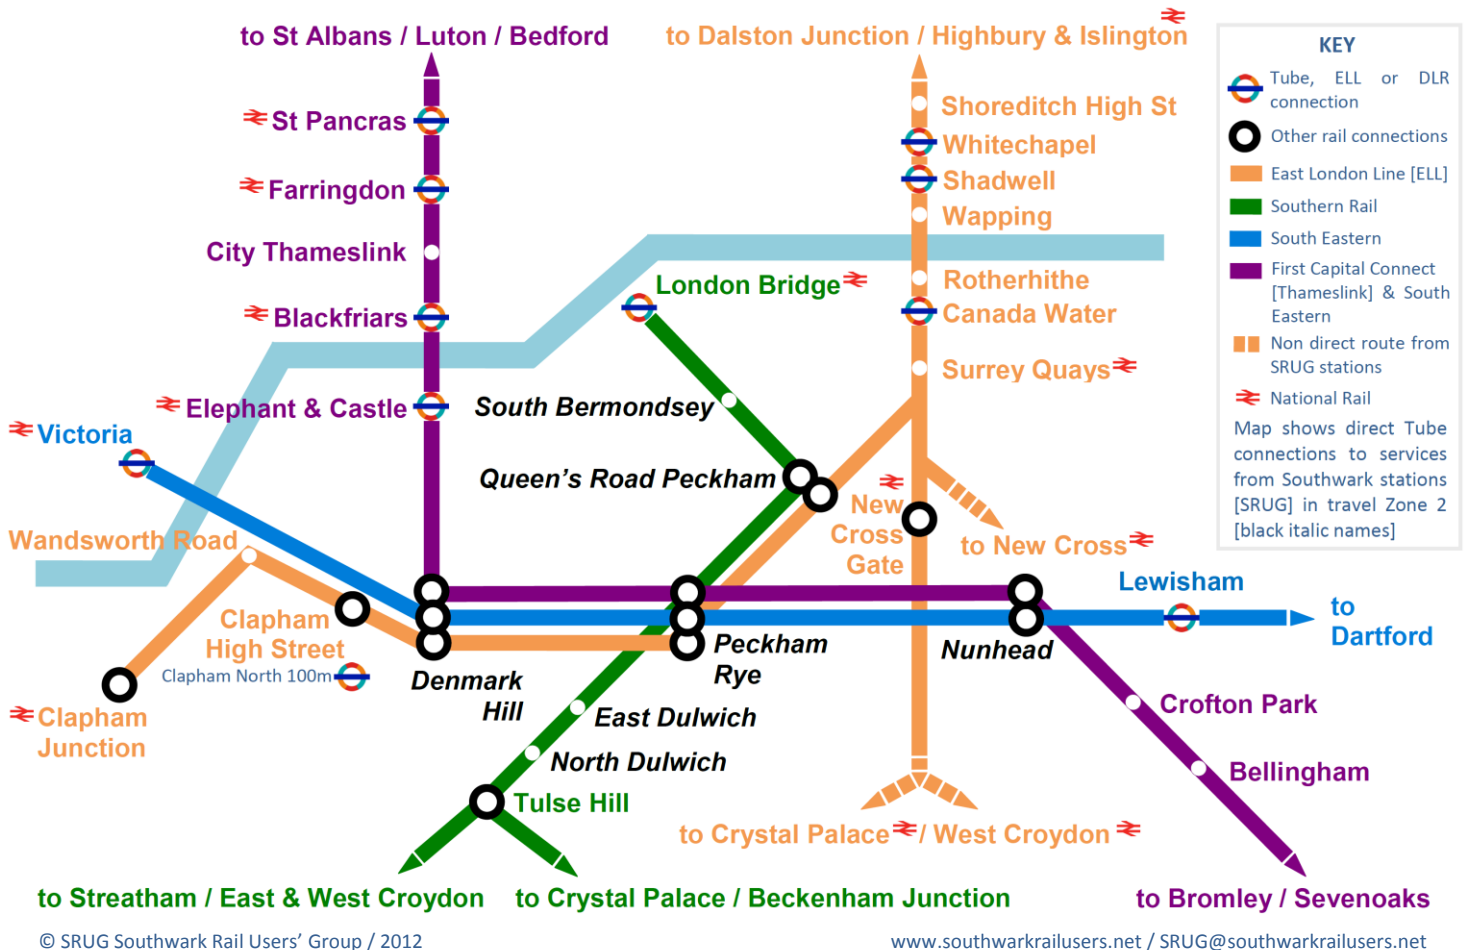 to St Albans / Luton / Bedford
to Dalston Junction / Highbury & Islington
St Pancras
Farringdon
City Thameslink
Blackfriars
Elephant & Castle
Shoreditch High St
Whitechapel
Shadwell
Wapping
Rotherhithe
Canada Water
Surrey Quays
London Bridge
South Bermondsey
Queen's Road Peckham
New
Cross
Gate
to New Cross
Victoria
Wandsworth Road
Clapham
High Street
Clapham North 100m
Clapham
Junction
Denmark
Hill
Peckham
Rye
Nunhead
Lewisham
to
Dartford
East Dulwich
North Dulwich
Tulse Hill
Crofton Park
Bellingham
to Crystal Palace / West Croydon
to Streatham / East & West Croydon
to Crystal Palace / Beckenham Junction
to Bromley / Sevenoaks
KEY
Tube, ELL or DLR
connection
Other rail connections
East London Line [ELL]
Southern Rail
South Eastern
First Capital Connect
[Thameslink] & South
Eastern
Non direct route from
SRUG stations
National Rail
Map shows direct Tube
connections to services
from Southwark stations
[SRUG] in travel Zone 2
[black italic names]
© SRUG Southwark Rail Users' Group / 2012
www.southwarkrailusers.net / SRUG@southwarkrailusers.net